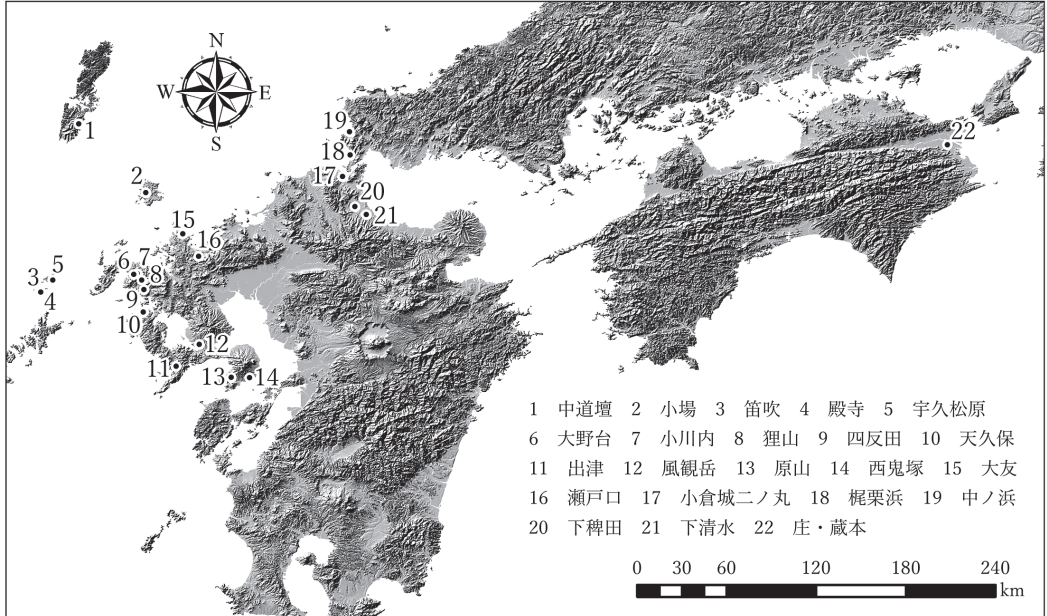 N
W E
S
1
2
3 5
4
6 7
8
9
10
11
12
13 14
15
16
17
18
19
20
21
22
1 中道壇 2 小場 3 笛吹 4 殿寺 5 宇久松原
6 大野台 7 小川内 8 狸山 9 四反田 10 天久保
11 出津 12 風観岳 13 原山 14 西鬼塚 15 大友
16 瀬戸口 17 小倉城二ノ丸 18 梶栗浜 19 中ノ浜
20 下稗田 21 下清水 22 庄・蔵本
0 30 60 120 180 240
km